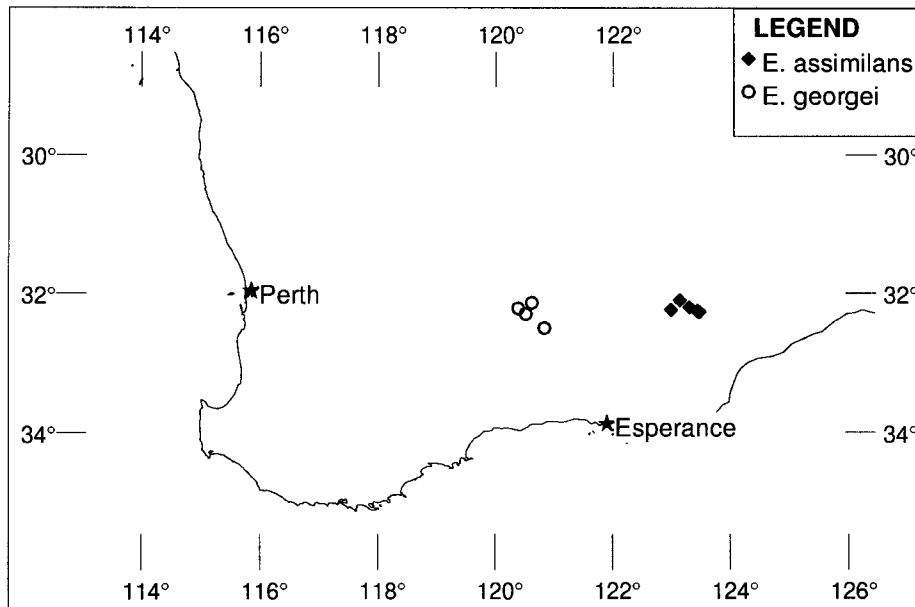 LEGEND
E. assimilans
E. georgei
114° 116° 118° 120° 122°
30° 30°
32° Perth 32°
34° Esperance 34°
114° 116° 118° 120° 122° 124° 126°